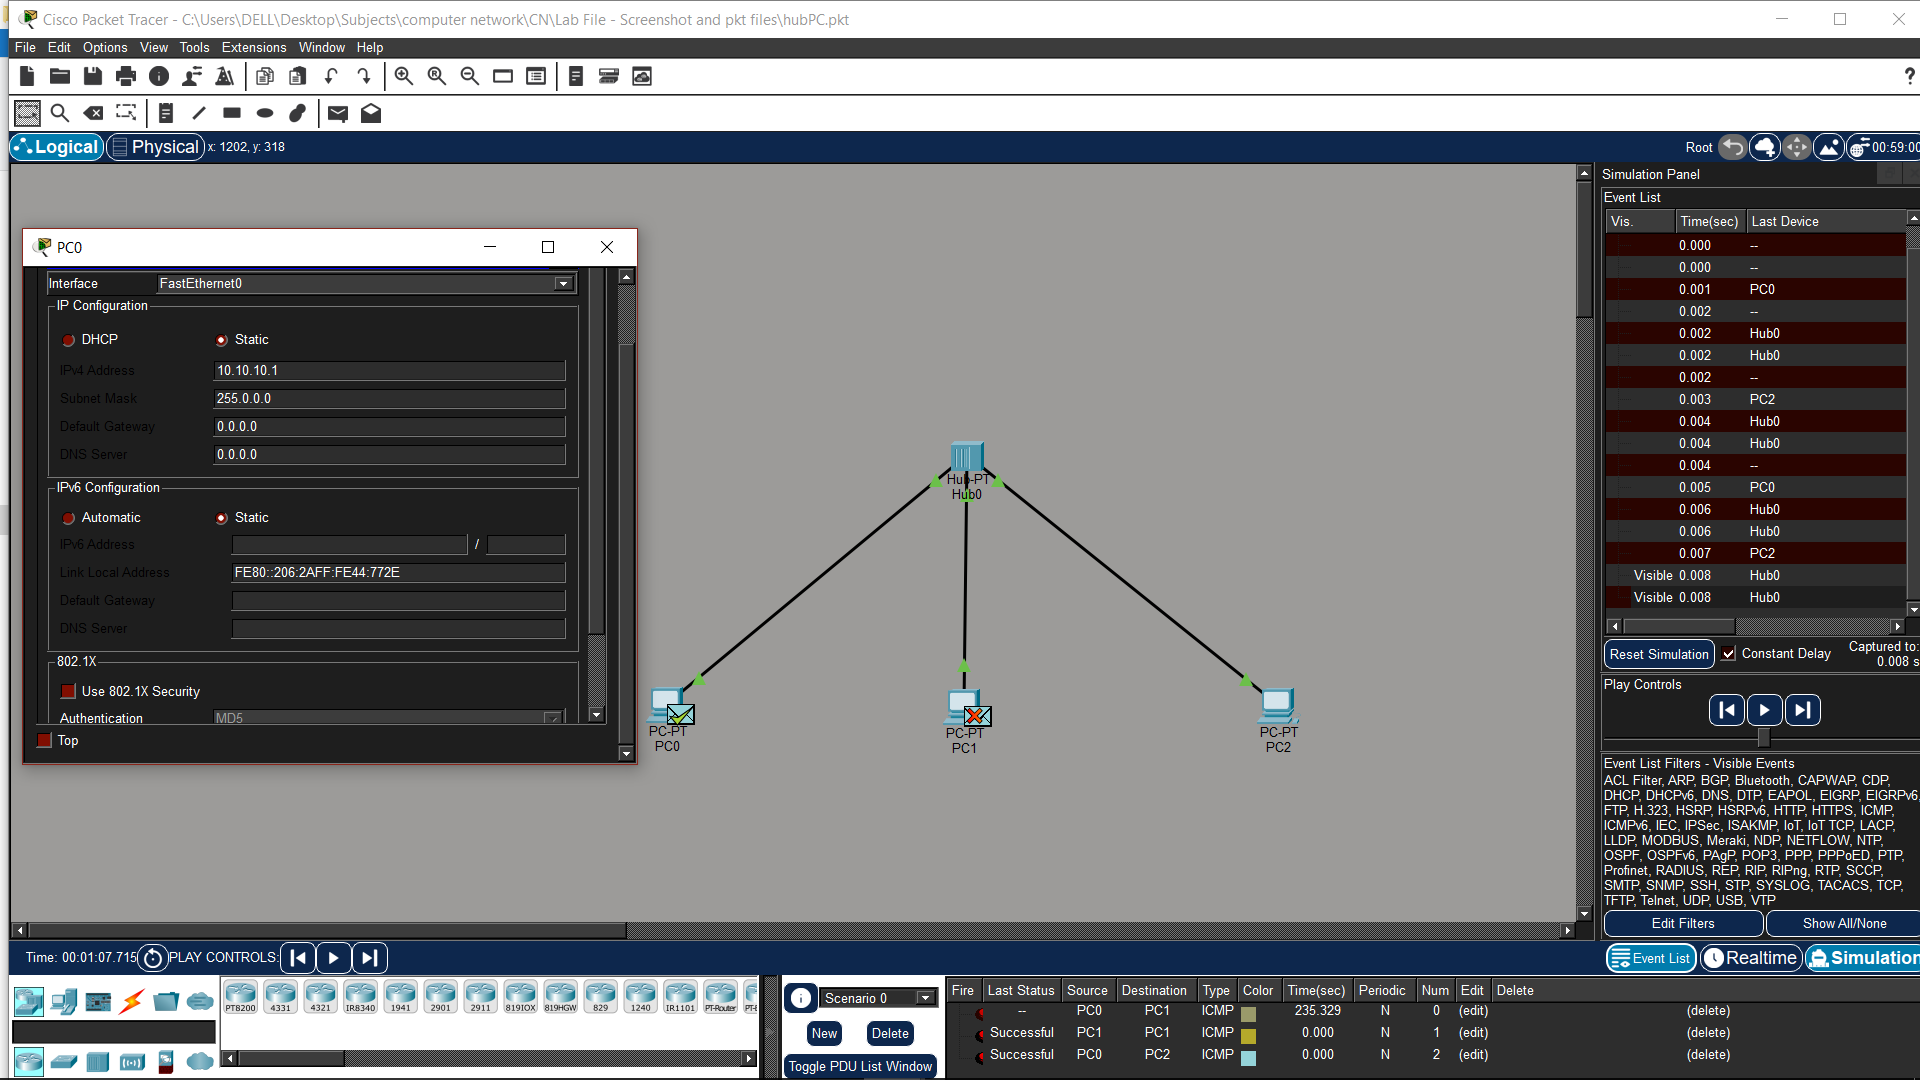 Cisco Packet Tracer - C:\Users\DELL\Desktop\Subjects\computer network\CN\Lab File - Screenshot and pkt files\hubPC.pkt
File Edit Options View Tools Extensions Window Help
?
Logical Physical x: 1202, y: 318 Root 00:59:00
Simulation Panel
Event List
Vis. Time(sec) Last Device
0.000 --
0.000 --
0.001 PC0
0.002 --
0.002 Hub0
0.002 Hub0
0.002 --
0.003 PC2
0.004 Hub0
0.004 Hub0
0.004 --
0.005 PC0
0.006 Hub0
0.006 Hub0
0.007 PC2
Visible 0.008 Hub0
Visible 0.008 Hub0
Reset Simulation Constant Delay Captured to:
0.008 s
Play Controls
Event List Filters - Visible Events
ACL Filter, ARP, BGP, Bluetooth, CAPWAP, CDP,
DHCP, DHCPv6, DNS, DTP, EAPOL, EIGRP, EIGRPv6,
FTP, H.323, HSRP, HSRPv6, HTTP, HTTPS, ICMP,
ICMPv6, IEC, IPSec, ISAKMP, IoT, IoT TCP, LACP,
LLDP, MODBUS, Meraki, NDP, NETFLOW, NTP,
OSPF, OSPFv6, PAgP, POP3, PPP, PPPoED, PTP,
Profinet, RADIUS, REP, RIP, RIPng, RTP, SCCP,
SMTP, SNMP, SSH, STP, SYSLOG, TACACS, TCP,
TFTP, Telnet, UDP, USB, VTP
Edit Filters Show All/None
PC0
Interface FastEthernet0
IP Configuration
DHCP Static
IPv4 Address 10.10.10.1
Subnet Mask 255.0.0.0
Default Gateway 0.0.0.0
DNS Server 0.0.0.0
IPv6 Configuration
Automatic Static
IPv6 Address /
Link Local Address FE80::206:2AFF:FE44:772E
Default Gateway
DNS Server
802.1X
Use 802.1X Security
Authentication MD5
Top
Hub-PT
Hub0
PC-PT
PC0
PC-PT
PC1
PC-PT
PC2
Time: 00:01:07.715 PLAY CONTROLS: Event List Realtime Simulation
PT8200 4331 4321 IR8340 1941 2901 2911 819IOX 819HGW 829 1240 IR1101 PT-Router
Scenario 0
New Delete
Toggle PDU List Window
Fire Last Status Source Destination Type Color Time(sec) Periodic Num Edit Delete
-- PC0 PC1 ICMP 235.329 N 0 (edit) (delete)
Successful PC1 PC1 ICMP 0.000 N 1 (edit) (delete)
Successful PC0 PC2 ICMP 0.000 N 2 (edit) (delete)